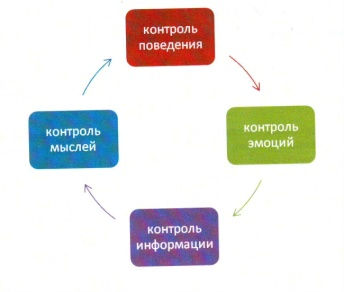 контроль
поведения
контроль
эмоций
контроль
информации
контроль
мыслей